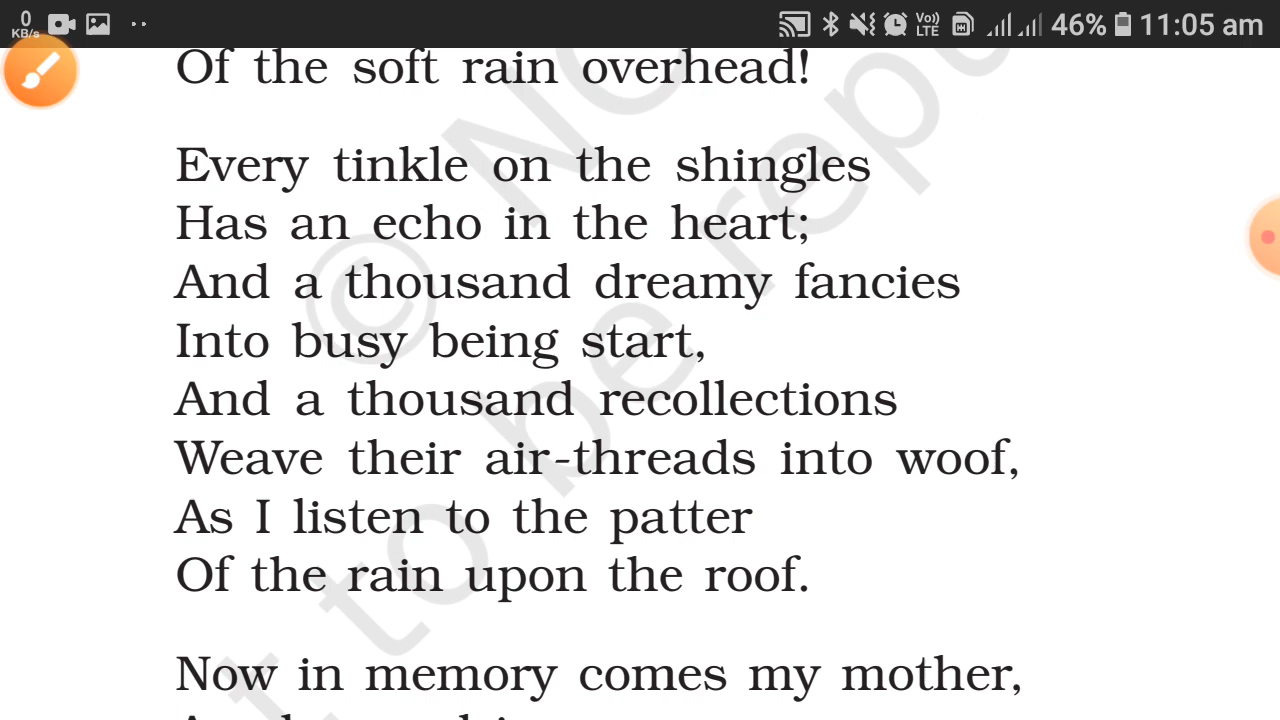 0
KB/s
Vo))
LTE
46%
11:05 am
Of the soft rain overhead!
Every tinkle on the shingles
Has an echo in the heart;
And a thousand dreamy fancies
Into busy being start,
And a thousand recollections
Weave their air-threads into woof,
As I listen to the patter
Of the rain upon the roof.
Now in memory comes my mother,